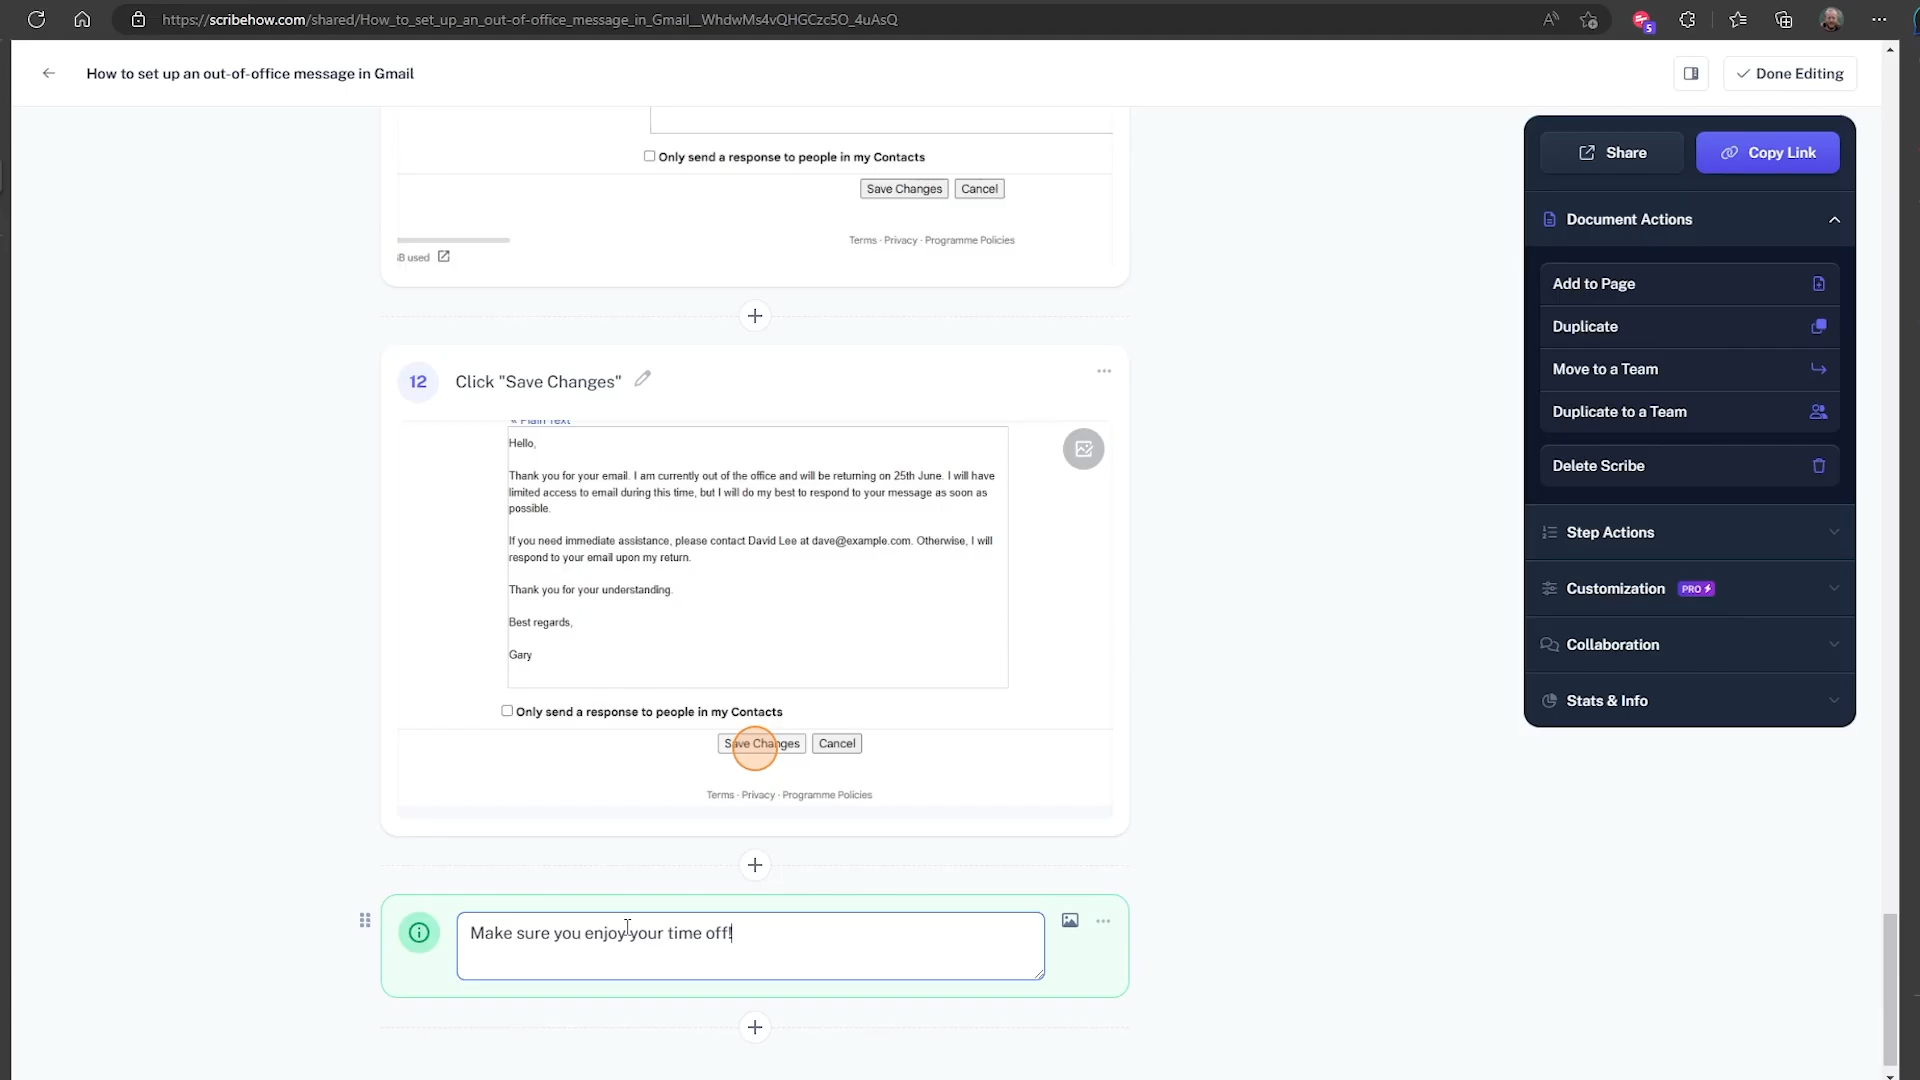 https://scribehow.com/shared/How_to_set_up_an_out-of-office_message_in_Gmail__WhdwMs4vQHGCzc5O_4uAsQ
5
How to set up an out-of-office message in Gmail
Done Editing
Only send a response to people in my Contacts
Save Changes
Cancel
Terms · Privacy · Programme Policies
B used
12
Click "Save Changes"
« Plain Text
Hello,
Thank you for your email. I am currently out of the office and will be returning on 25th June. I will have
limited access to email during this time, but I will do my best to respond to your message as soon as
possible.
If you need immediate assistance, please contact David Lee at dave@example.com. Otherwise, I will
respond to your email upon my return.
Thank you for your understanding.
Best regards,
Gary
Only send a response to people in my Contacts
Save Changes
Cancel
Terms · Privacy · Programme Policies
Make sure you enjoy your time off!
Share
Copy Link
Document Actions
Add to Page
Duplicate
Move to a Team
Duplicate to a Team
Delete Scribe
Step Actions
Customization PRO
Collaboration
Stats & Info